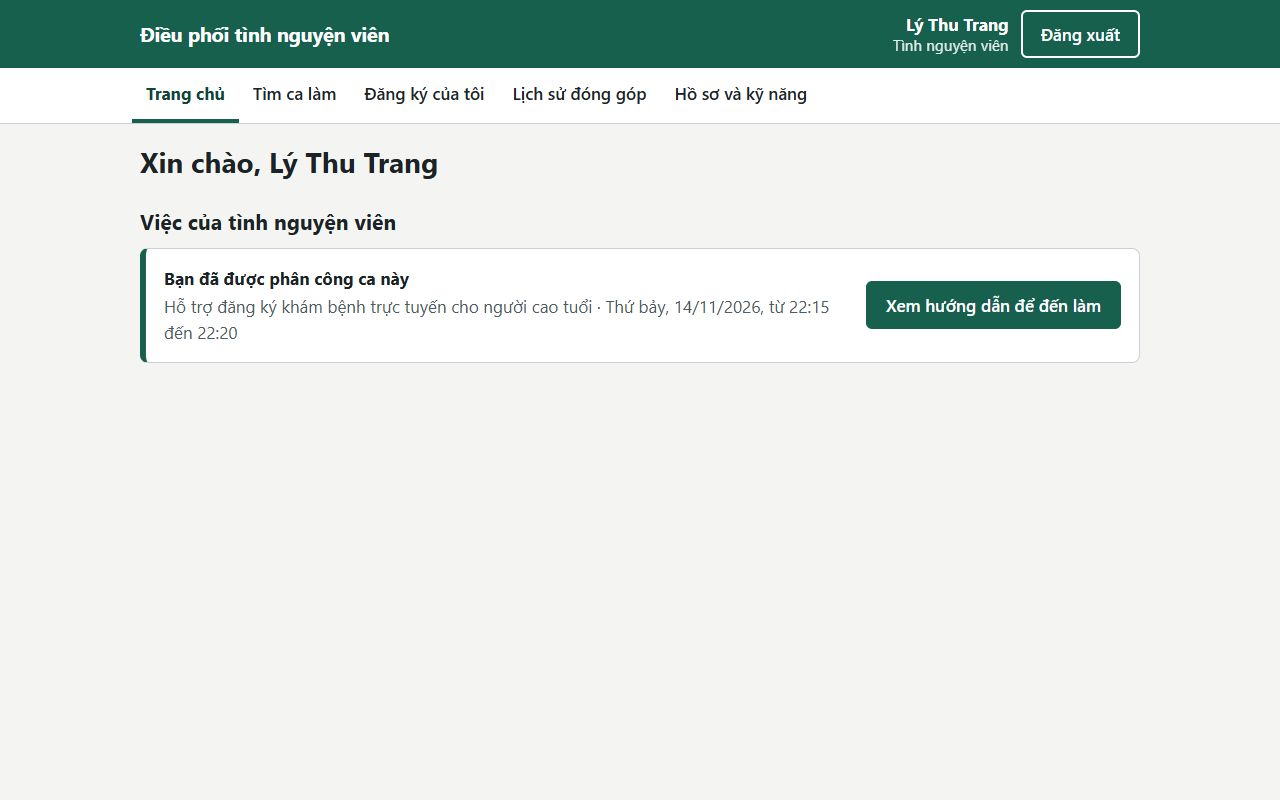 Điều phối tình nguyện viên
Lý Thu Trang
Tình nguyện viên
Đăng xuất
Trang chủ
Tìm ca làm
Đăng ký của tôi
Lịch sử đóng góp
Hồ sơ và kỹ năng
Xin chào, Lý Thu Trang
Việc của tình nguyện viên
Bạn đã được phân công ca này
Hỗ trợ đăng ký khám bệnh trực tuyến cho người cao tuổi · Thứ bảy, 14/11/2026, từ 22:15
đến 22:20
Xem hướng dẫn để đến làm